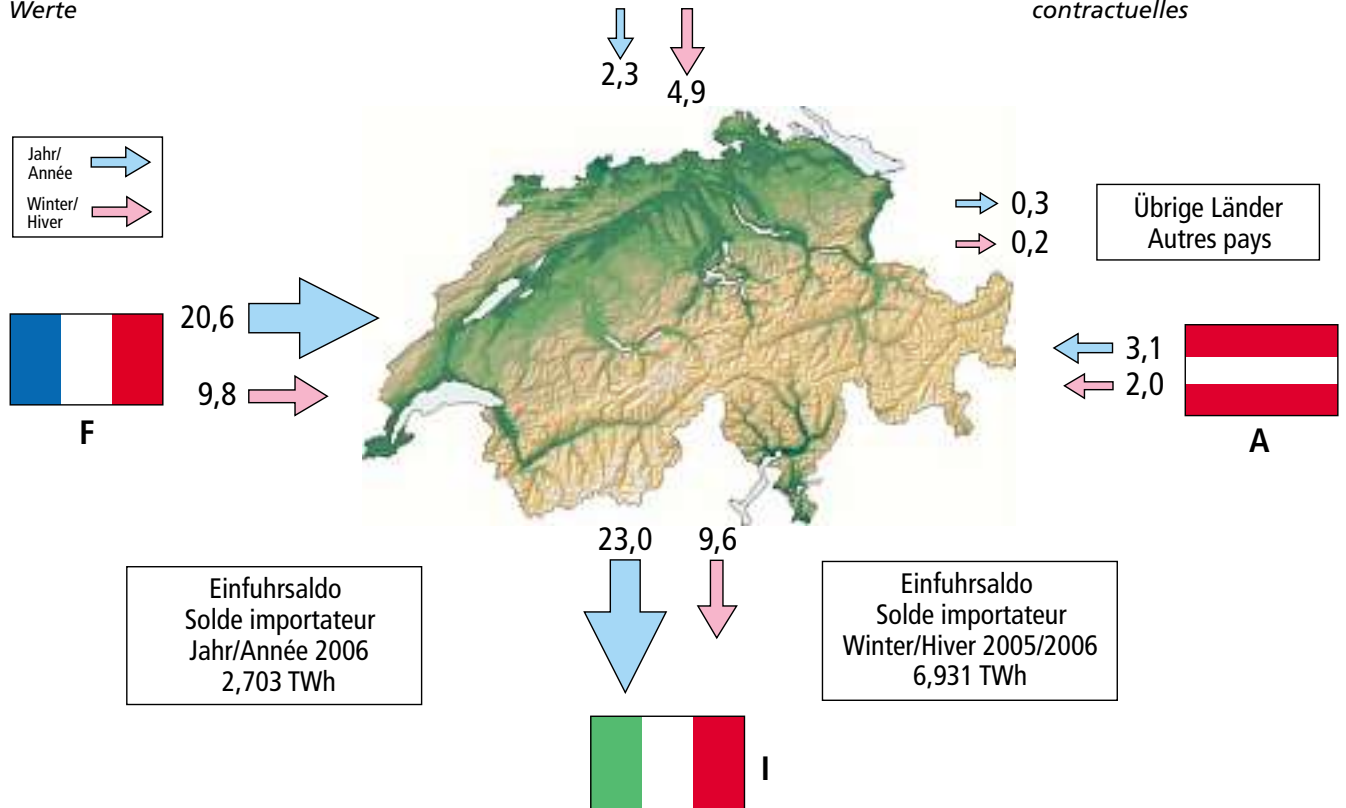 Werte
contractuelles
2,3
4,9
Jahr/
Année
Winter/
Hiver
0,3
0,2
Übrige Länder
Autres pays
20,6
9,8
F
3,1
2,0
A
23,0 9,6
Einfuhrsaldo
Solde importateur
Jahr/Année 2006
2,703 TWh
Einfuhrsaldo
Solde importateur
Winter/Hiver 2005/2006
6,931 TWh
I